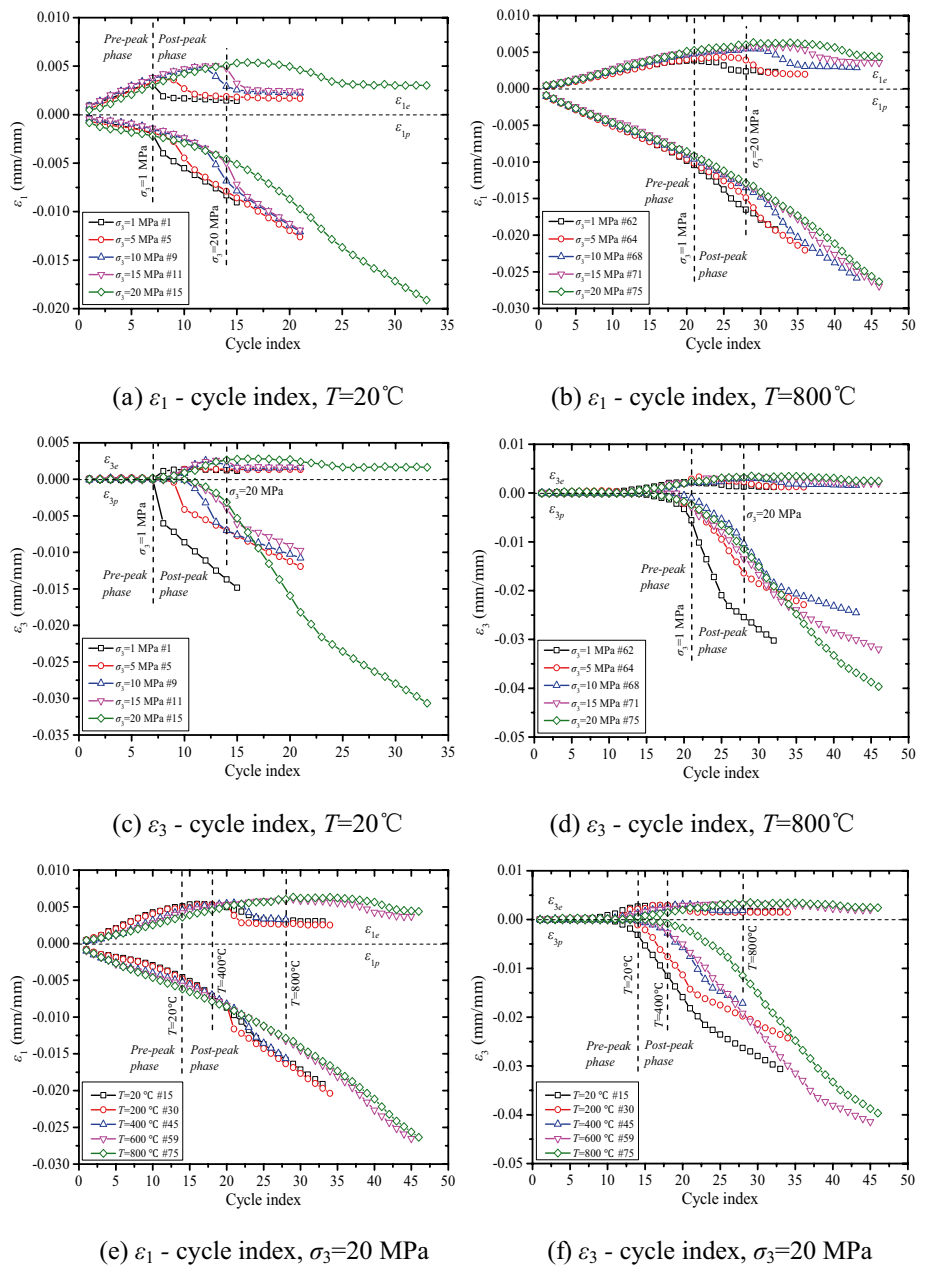 0.010
0.005
0.000
-0.005
-0.010
-0.015
-0.020
ε1 (mm/mm)
Pre-peak phase
Post-peak phase
ε1e
ε1p
σ3=1 MPa
σ3=20 MPa
σ3=1 MPa #1
σ3=5 MPa #5
σ3=10 MPa #9
σ3=15 MPa #11
σ3=20 MPa #15
0 5 10 15 20 25 30 35
Cycle index
(a) ε1 - cycle index, T=20℃
0.010
0.005
0.000
-0.005
-0.010
-0.015
-0.020
-0.025
-0.030
ε1 (mm/mm)
ε1e
ε1p
σ3=20 MPa
Pre-peak phase
σ3=1 MPa
Post-peak phase
σ3=1 MPa #62
σ3=5 MPa #64
σ3=10 MPa #68
σ3=15 MPa #71
σ3=20 MPa #75
0 5 10 15 20 25 30 35 40 45 50
Cycle index
(b) ε1 - cycle index, T=800℃
0.005
0.000
-0.005
-0.010
-0.015
-0.020
-0.025
-0.030
-0.035
ε3 (mm/mm)
ε3e
ε3p
σ3=20 MPa
σ3=1 MPa
Pre-peak phase
Post-peak phase
σ3=1 MPa #1
σ3=5 MPa #5
σ3=10 MPa #9
σ3=15 MPa #11
σ3=20 MPa #15
0 5 10 15 20 25 30 35
Cycle index
(c) ε3 - cycle index, T=20℃
0.01
0.00
-0.01
-0.02
-0.03
-0.04
-0.05
ε3 (mm/mm)
ε3e
ε3p
σ3=20 MPa
Pre-peak phase
σ3=1 MPa
Post-peak phase
σ3=1 MPa #62
σ3=5 MPa #64
σ3=10 MPa #68
σ3=15 MPa #71
σ3=20 MPa #75
0 5 10 15 20 25 30 35 40 45 50
Cycle index
(d) ε3 - cycle index, T=800℃
0.010
0.005
0.000
-0.005
-0.010
-0.015
-0.020
-0.030
ε1 (mm/mm)
ε1e
ε1p
T=20℃
T=400℃
T=800℃
Pre-peak phase
Post-peak phase
T=20 ℃ #15
T=200 ℃ #30
T=400 ℃ #45
T=600 ℃ #59
T=800 ℃ #75
0 5 10 15 20 25 30 35 40 45 50
Cycle index
(e) ε1 - cycle index, σ3=20 MPa
0.01
0.00
-0.01
-0.02
-0.03
-0.04
-0.05
ε3 (mm/mm)
ε3e
ε3p
T=20℃
T=400℃
T=800℃
Pre-peak phase
Post-peak phase
T=20 ℃ #15
T=200 ℃ #30
T=400 ℃ #45
T=600 ℃ #59
T=800 ℃ #75
0 5 10 15 20 25 30 35 40 45 50
Cycle index
(f) ε3 - cycle index, σ3=20 MPa